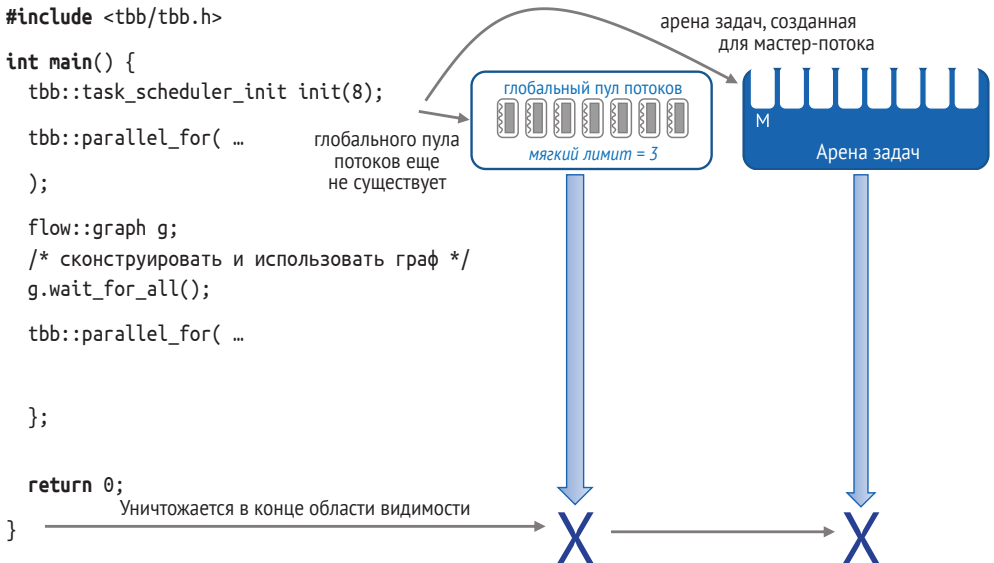 #include <tbb/tbb.h>
int main() {
tbb::task_scheduler_init init(8);
tbb::parallel_for( …
);
flow::graph g;
/* сконструировать и использовать граф */
g.wait_for_all();
tbb::parallel_for( …
};
return 0;
}
глобального пула
потоков еще
не существует
глобальный пул потоков
мягкий лимит = 3
арена задач, созданная
для мастер-потока
М
Арена задач
Уничтожается в конце области видимости
X
X